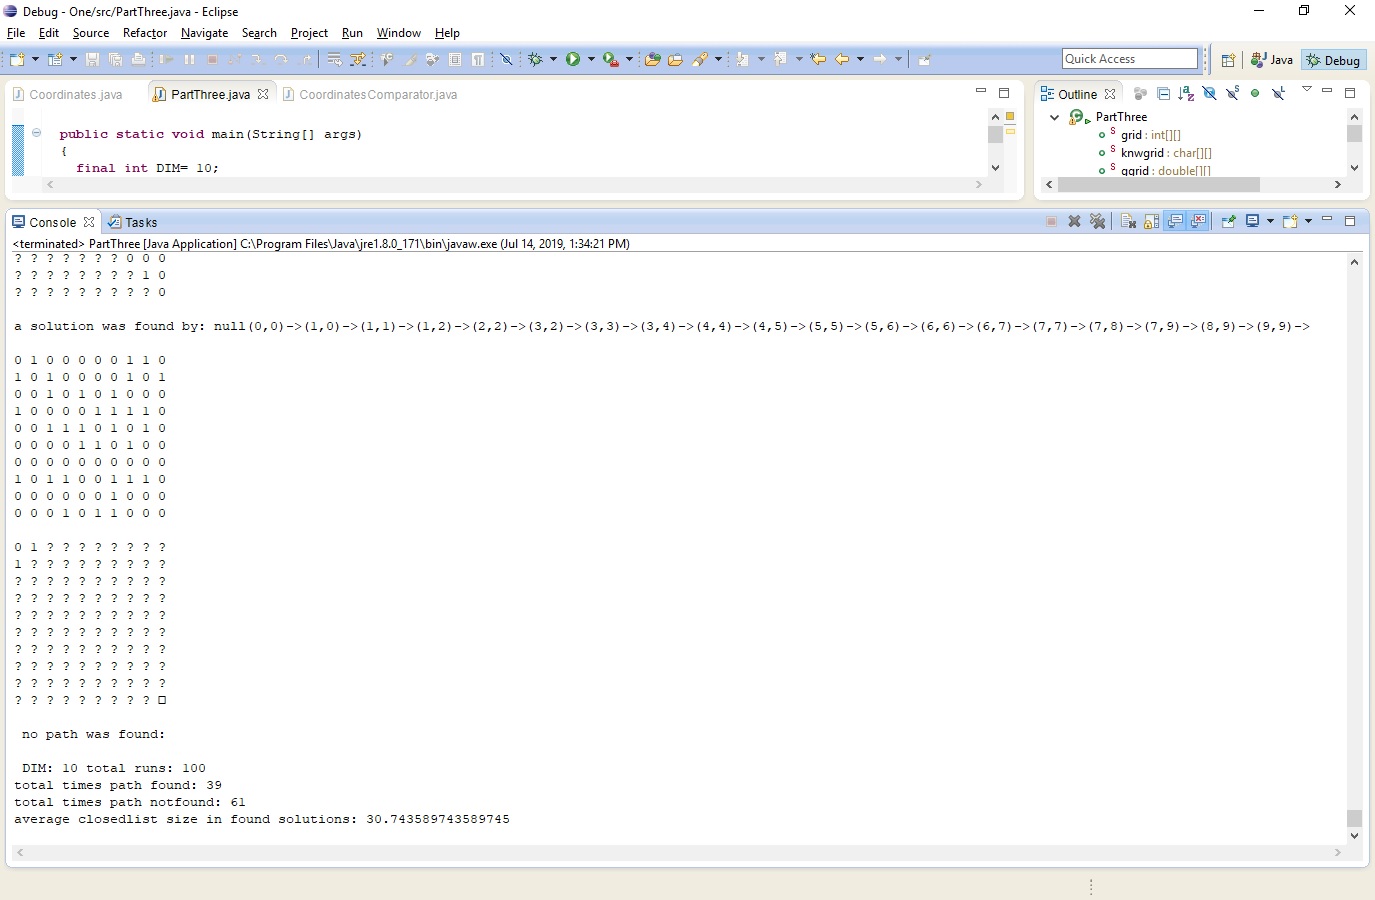 Debug - One/src/PartThree.java - Eclipse
File Edit Source Refactor Navigate Search Project Run Window Help
Quick Access Java Debug
Coordinates.java PartThree.java CoordinatesComparator.java
public static void main(String[] args)
{
final int DIM= 10;
Outline
PartThree
grid : int[][]
knwgrid : char[][]
ggrid : double[][]
Console Tasks
<terminated> PartThree [Java Application] C:\Program Files\Java\jre1.8.0_171\bin\javaw.exe (Jul 14, 2019, 1:34:21 PM)
? ? ? ? ? ? ? 0 0 0
? ? ? ? ? ? ? ? 1 0
? ? ? ? ? ? ? ? ? 0
a solution was found by: null(0,0)->(1,0)->(1,1)->(1,2)->(2,2)->(3,2)->(3,3)->(3,4)->(4,4)->(4,5)->(5,5)->(5,6)->(6,6)->(6,7)->(7,7)->(7,8)->(7,9)->(8,9)->(9,9)->
0 1 0 0 0 0 0 1 1 0
1 0 1 0 0 0 0 1 0 1
0 0 1 0 1 0 1 0 0 0
1 0 0 0 0 1 1 1 1 0
0 0 1 1 1 0 1 0 1 0
0 0 0 0 1 1 0 1 0 0
0 0 0 0 0 0 0 0 0 0
1 0 1 1 0 0 1 1 1 0
0 0 0 0 0 0 1 0 0 0
0 0 0 1 0 1 1 0 0 0
0 1 ? ? ? ? ? ? ? ?
1 ? ? ? ? ? ? ? ? ?
? ? ? ? ? ? ? ? ? ?
? ? ? ? ? ? ? ? ? ?
? ? ? ? ? ? ? ? ? ?
? ? ? ? ? ? ? ? ? ?
? ? ? ? ? ? ? ? ? ?
? ? ? ? ? ? ? ? ? ?
? ? ? ? ? ? ? ? ? ?
? ? ? ? ? ? ? ? ? □
no path was found:
DIM: 10 total runs: 100
total times path found: 39
total times path notfound: 61
average closedlist size in found solutions: 30.743589743589745